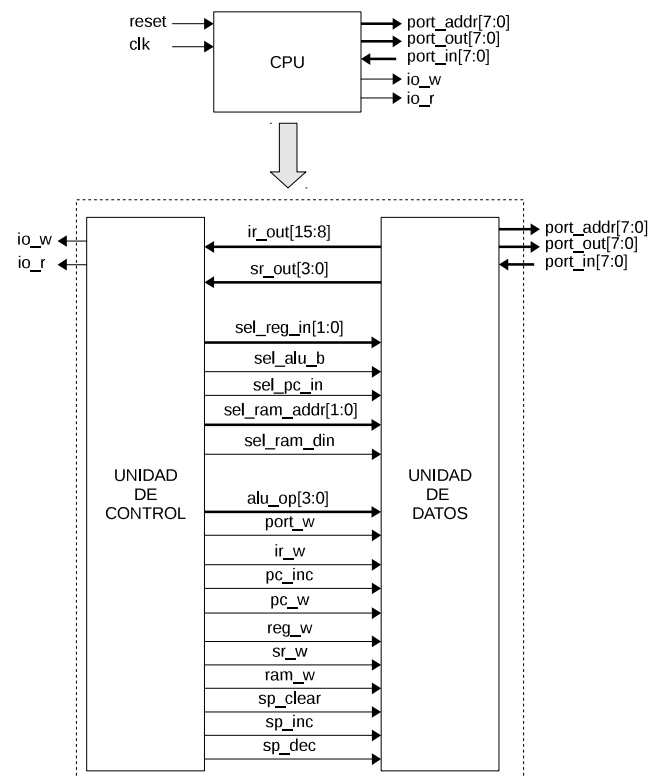 reset
clk
CPU
port_addr[7:0]
port_out[7:0]
port_in[7:0]
io_w
io_r
io_w
io_r
ir_out[15:8]
sr_out[3:0]
port_addr[7:0]
port_out[7:0]
port_in[7:0]
sel_reg_in[1:0]
sel_alu_b
sel_pc_in
sel_ram_addr[1:0]
sel_ram_din
UNIDAD
DE
CONTROL
UNIDAD
DE
DATOS
alu_op[3:0]
port_w
ir_w
pc_inc
pc_w
reg_w
sr_w
ram_w
sp_clear
sp_inc
sp_dec